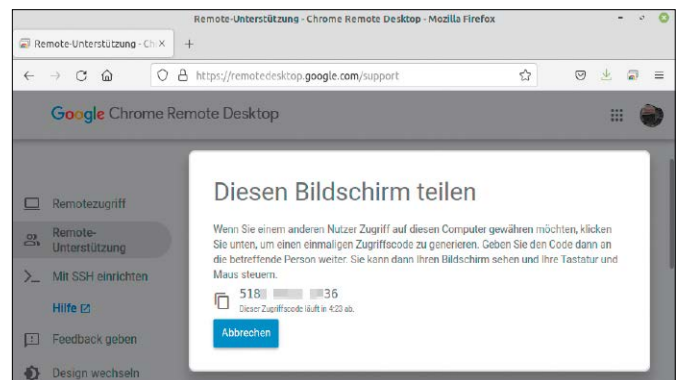 Remote-Unterstützung - Chrome Remote Desktop - Mozilla Firefox
Remote-Unterstützung - Ch
https://remotedesktop.google.com/support
Google Chrome Remote Desktop
Diesen Bildschirm teilen
Wenn Sie einem anderen Nutzer Zugriff auf diesen Computer gewähren möchten, klicken
Sie unten, um einen einmaligen Zugriffscode zu generieren. Geben Sie den Code dann an
die betreffende Person weiter. Sie kann dann Ihren Bildschirm sehen und Ihre Tastatur und
Maus steuern.
518
36
Dieser Zugriffscode läuft in 4:23 ab.
Abbrechen
Remotezugriff
Remote-
Unterstützung
Mit SSH einrichten
Hilfe
Feedback geben
Design wechseln